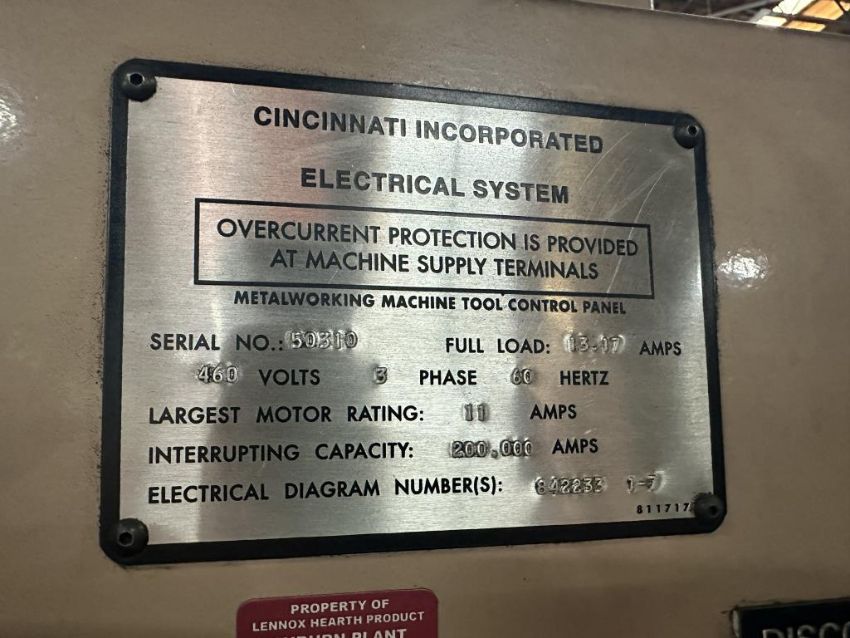 CINCINNATI INCORPORATED
ELECTRICAL SYSTEM
OVERCURRENT PROTECTION IS PROVIDED
AT MACHINE SUPPLY TERMINALS
METALWORKING MACHINE TOOL CONTROL PANEL
SERIAL NO.: 50310 FULL LOAD: 13.17 AMPS
460 VOLTS 3 PHASE 60 HERTZ
LARGEST MOTOR RATING: 11 AMPS
INTERRUPTING CAPACITY: 200,000 AMPS
ELECTRICAL DIAGRAM NUMBER(S): 842233 1-7
811717
PROPERTY OF
LENNOX HEARTH PRODUCT
PLANT